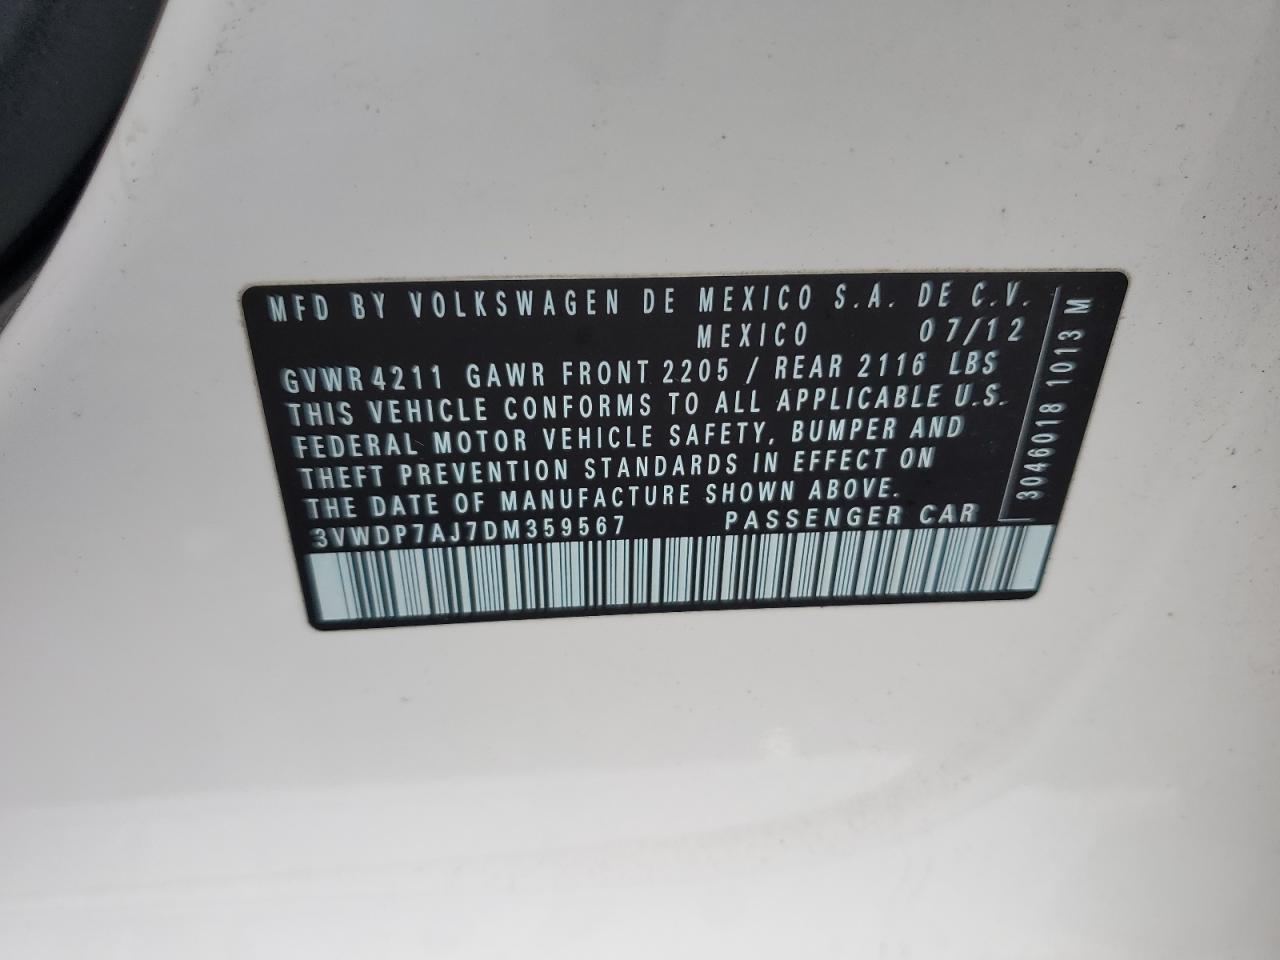 MFD BY VOLKSWAGEN DE MEXICO S.A. DE C.V.
MEXICO 07/12
GVWR 4211 GAWR FRONT 2205 / REAR 2116 LBS
THIS VEHICLE CONFORMS TO ALL APPLICABLE U.S.
FEDERAL MOTOR VEHICLE SAFETY, BUMPER AND
THEFT PREVENTION STANDARDS IN EFFECT ON
THE DATE OF MANUFACTURE SHOWN ABOVE.
3VWDP7AJ7DM359567 PASSENGER CAR
3046018 1013 M